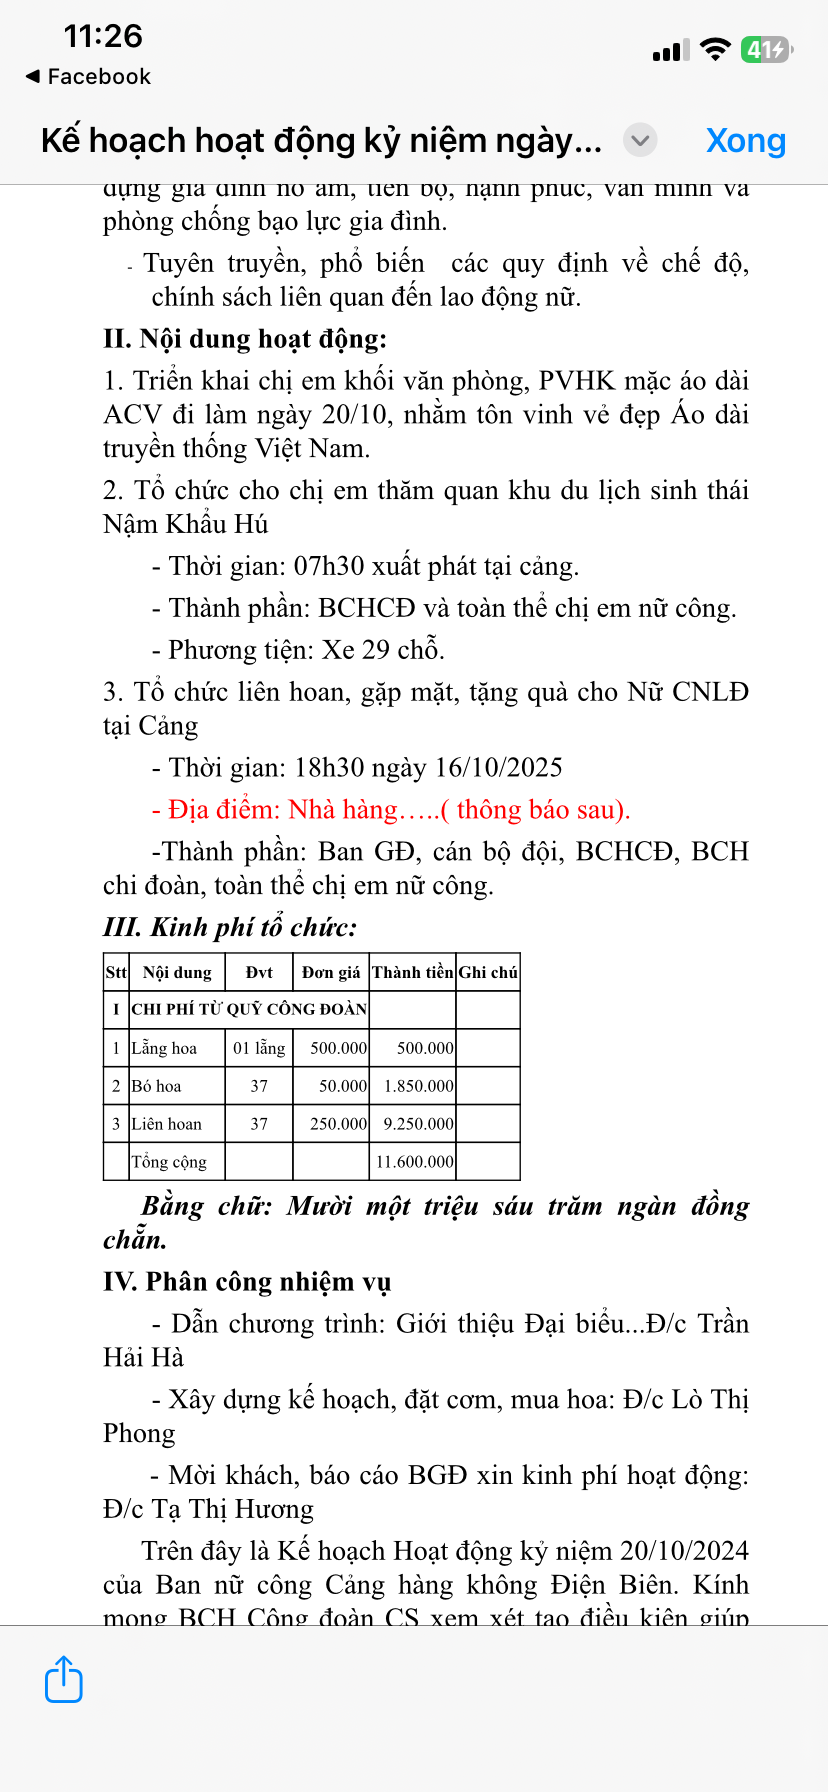 11:26
41
◀ Facebook
Kế hoạch hoạt động kỷ niệm ngày...
Xong
dựng gia đình no ấm, tiến bộ, hạnh phúc, văn minh và
phòng chống bạo lực gia đình.
- Tuyên truyền, phổ biến các quy định về chế độ,
chính sách liên quan đến lao động nữ.
II. Nội dung hoạt động:
1. Triển khai chị em khối văn phòng, PVHK mặc áo dài
ACV đi làm ngày 20/10, nhằm tôn vinh vẻ đẹp Áo dài
truyền thống Việt Nam.
2. Tổ chức cho chị em thăm quan khu du lịch sinh thái
Nậm Khẩu Hú
- Thời gian: 07h30 xuất phát tại cảng.
- Thành phần: BCHCĐ và toàn thể chị em nữ công.
- Phương tiện: Xe 29 chỗ.
3. Tổ chức liên hoan, gặp mặt, tặng quà cho Nữ CNLĐ
tại Cảng
- Thời gian: 18h30 ngày 16/10/2025
- Địa điểm: Nhà hàng…..( thông báo sau).
-Thành phần: Ban GĐ, cán bộ đội, BCHCĐ, BCH
chi đoàn, toàn thể chị em nữ công.
III. Kinh phí tổ chức:
Stt Nội dung Đvt Đơn giá Thành tiền Ghi chú
I CHI PHÍ TỪ QUỸ CÔNG ĐOÀN
1 Lẵng hoa 01 lẵng 500.000 500.000
2 Bó hoa 37 50.000 1.850.000
3 Liên hoan 37 250.000 9.250.000
Tổng cộng 11.600.000
Bằng chữ: Mười một triệu sáu trăm ngàn đồng
chẵn.
IV. Phân công nhiệm vụ
- Dẫn chương trình: Giới thiệu Đại biểu...Đ/c Trần
Hải Hà
- Xây dựng kế hoạch, đặt cơm, mua hoa: Đ/c Lò Thị
Phong
- Mời khách, báo cáo BGĐ xin kinh phí hoạt động:
Đ/c Tạ Thị Hương
Trên đây là Kế hoạch Hoạt động kỷ niệm 20/10/2024
của Ban nữ công Cảng hàng không Điện Biên. Kính
mong BCH Công đoàn CS xem xét tạo điều kiện giúp